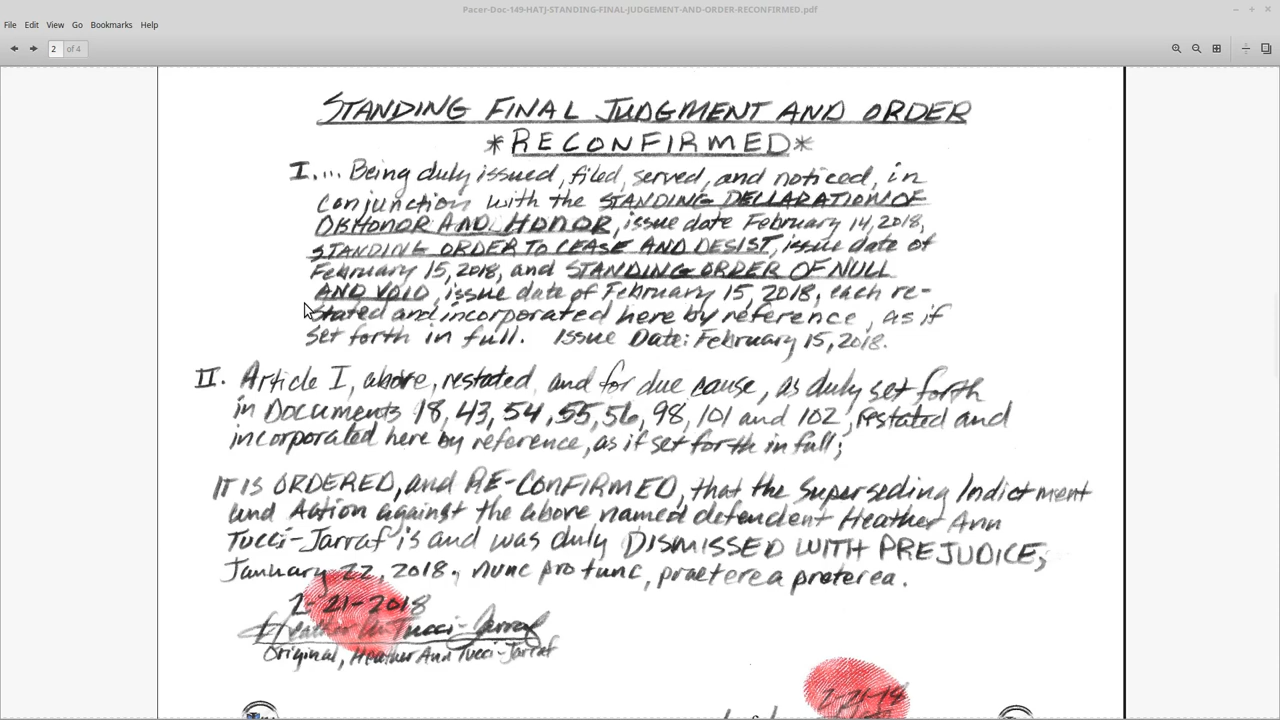 Pacer-Doc-149-HATJ-STANDING-FINAL-JUDGEMENT-AND-ORDER-RECONFIRMED.pdf
File Edit View Go Bookmarks Help
2 of 4
STANDING FINAL JUDGMENT AND ORDER
*RECONFIRMED*
I.... Being duly issued, filed, served, and noticed, in
conjunction with the STANDING DECLARATION OF
DISHONOR AND HONOR, issue date February 14, 2018,
STANDING ORDER TO CEASE AND DESIST, issue date of
February 15, 2018, and STANDING ORDER OF NULL
AND VOID, issue date of February 15, 2018, each re-
stated and incorporated here by reference, as if
set forth in full. Issue Date: February 15, 2018.
II. Article I, above, restated, and for due cause, as duly set forth
in Documents 18, 43, 54, 55, 56, 98, 101 and 102, restated and
incorporated here by reference, as if set forth in full;
IT IS ORDERED, and RE-CONFIRMED, that the Superseding Indictment
and Action against the above named defendent Heather Ann
Tucci-Jarraf is and was duly DISMISSED WITH PREJUDICE,
January 22, 2018, nunc pro tunc, praeterea preterea.
2-21-2018
Heather Ann Tucci-Jarraf
Original, Heather Ann Tucci-Jarraf
2-21-18